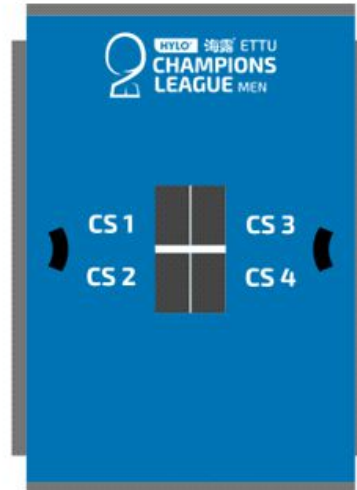 HYLO® 海露® ETTU
CHAMPIONS
LEAGUE MEN
CS 1
CS 3
CS 2
CS 4